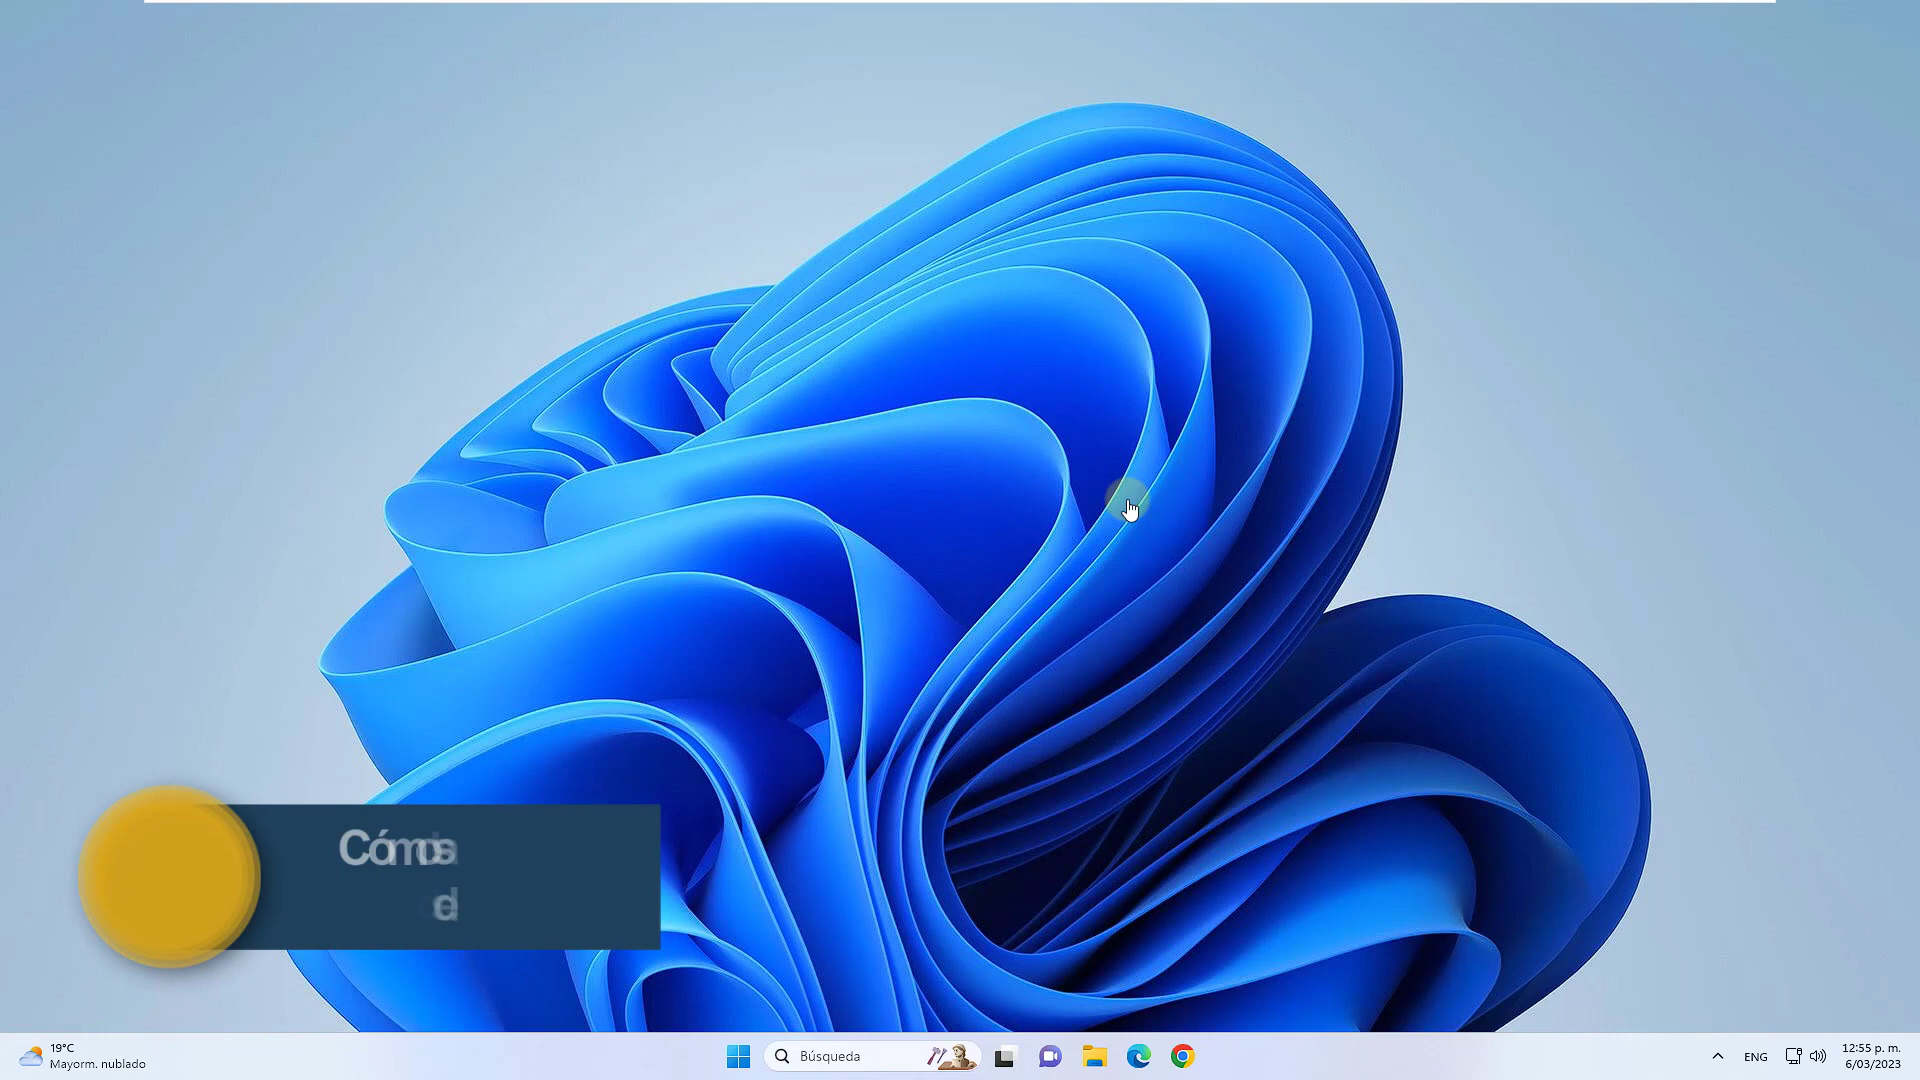 19°C
Mayorm. nublado
Búsqueda
ENG
12:55 p. m.
6/03/2023